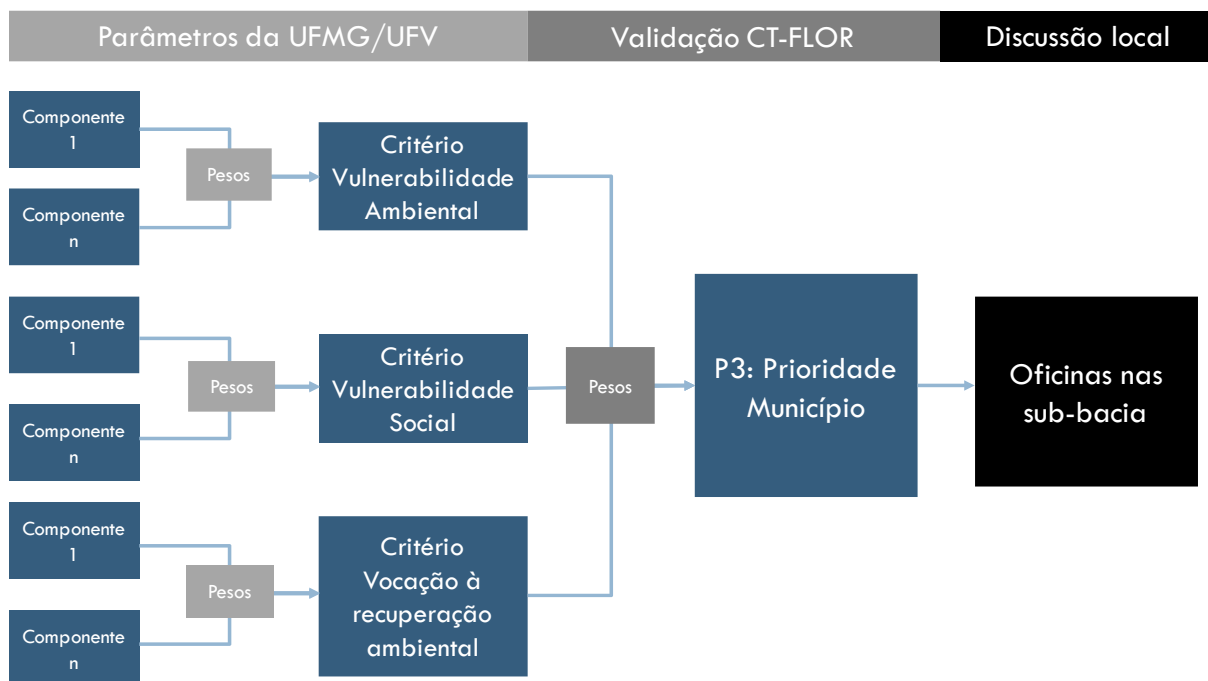 Parâmetros da UFMG/UFV
Validação CT-FLOR
Discussão local
Componente
1
Pesos
Componente
n
Critério
Vulnerabilidade
Ambiental
Componente
1
Pesos
Componente
n
Critério
Vulnerabilidade
Social
Componente
1
Pesos
Componente
n
Critério
Vocação à
recuperação
ambiental
Pesos
P3: Prioridade
Município
Oficinas nas
sub-bacia